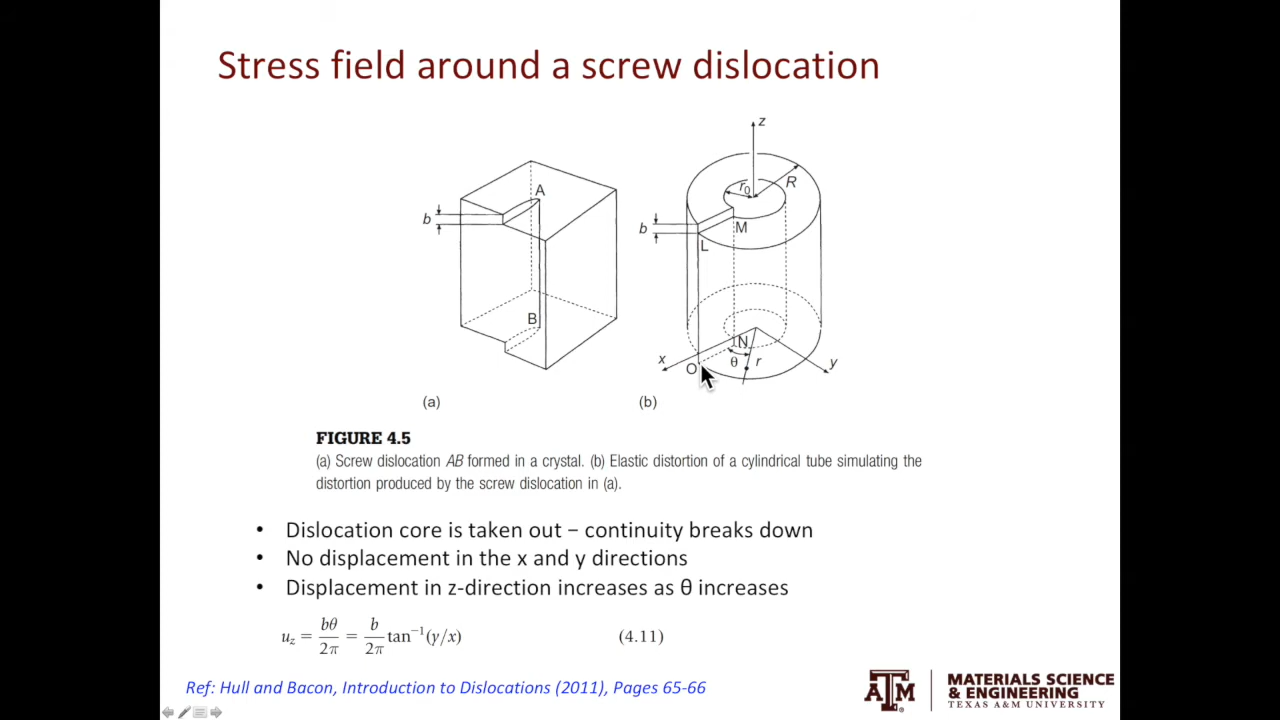 Stress field around a screw dislocation
z
A
r0
R
b
b
M
L
B
N
x
θ
r
y
O
(a)
(b)
FIGURE 4.5
(a) Screw dislocation AB formed in a crystal. (b) Elastic distortion of a cylindrical tube simulating the
distortion produced by the screw dislocation in (a).
• Dislocation core is taken out – continuity breaks down
• No displacement in the x and y directions
• Displacement in z-direction increases as θ increases
u_z = bθ/2π = b/2π tan⁻¹(y/x) (4.11)
Ref: Hull and Bacon, Introduction to Dislocations (2011), Pages 65-66
ATM
MATERIALS SCIENCE
& ENGINEERING
TEXAS A&M UNIVERSITY